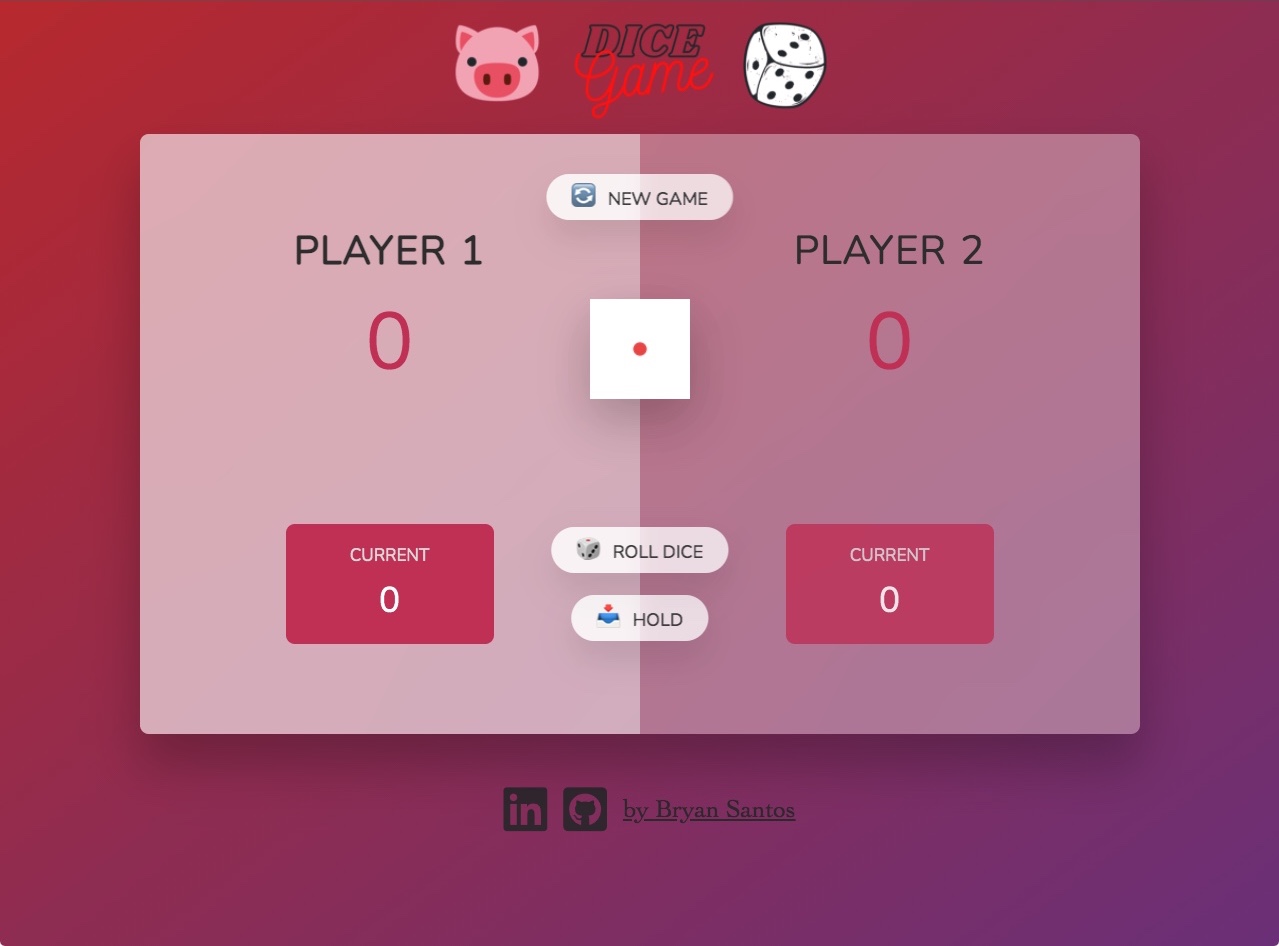 DICE
Game
NEW GAME
PLAYER 1
PLAYER 2
0
0
CURRENT
0
ROLL DICE
HOLD
CURRENT
0
in
by Bryan Santos